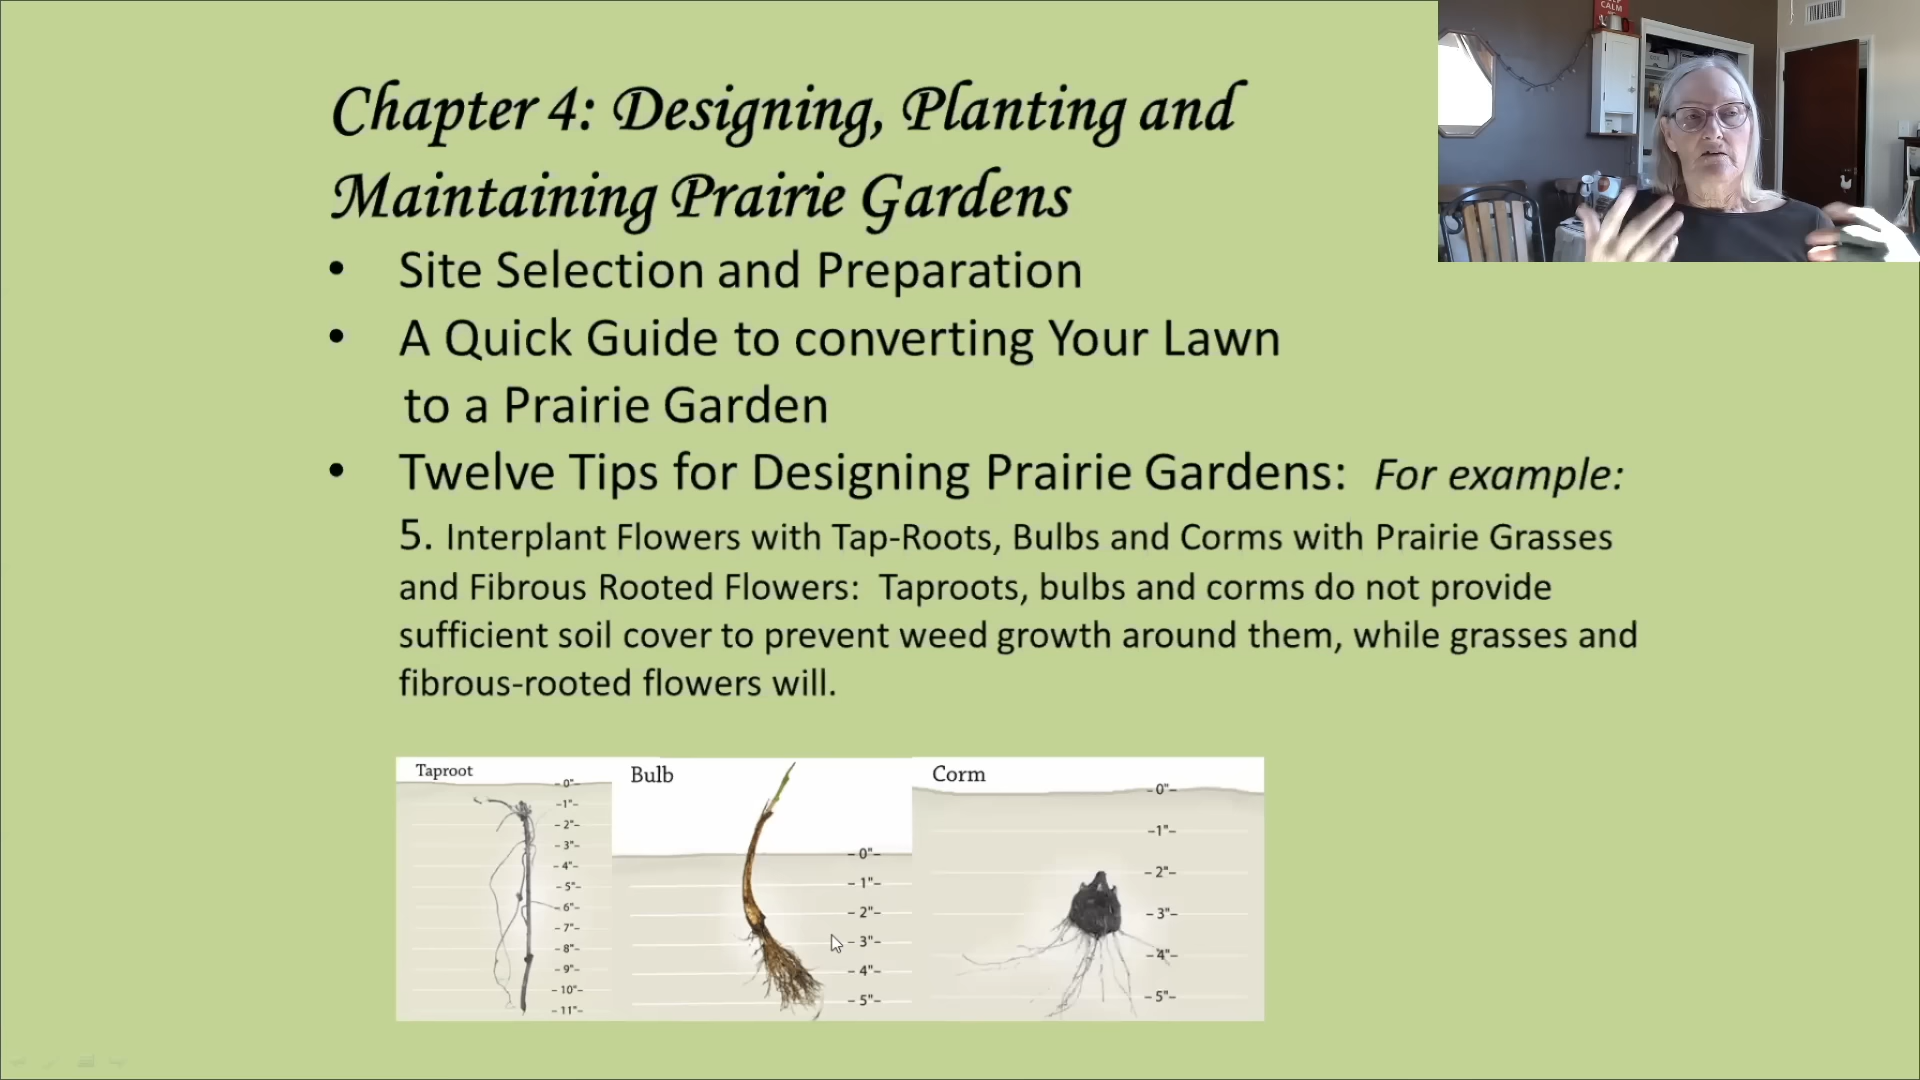 Chapter 4: Designing, Planting and
Maintaining Prairie Gardens
• Site Selection and Preparation
• A Quick Guide to converting Your Lawn
to a Prairie Garden
• Twelve Tips for Designing Prairie Gardens: For example:
5. Interplant Flowers with Tap-Roots, Bulbs and Corms with Prairie Grasses
and Fibrous Rooted Flowers: Taproots, bulbs and corms do not provide
sufficient soil cover to prevent weed growth around them, while grasses and
fibrous-rooted flowers will.
Taproot
0"
1"
2"
3"
4"
5"
6"
7"
8"
9"
10"
11"
Bulb
0"
1"
2"
3"
4"
5"
Corm
0"
1"
2"
3"
4"
5"
CALM